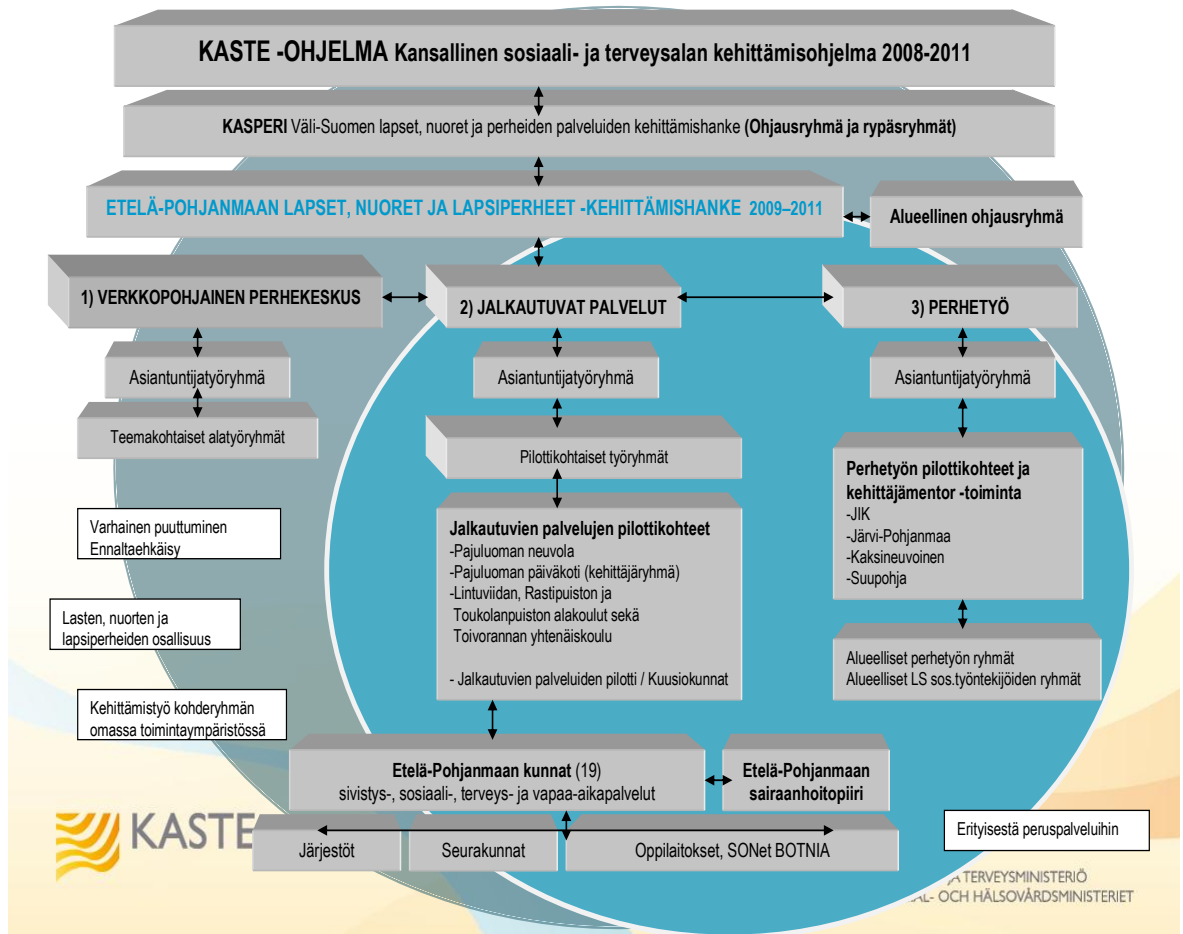 KASTE -OHJELMA Kansallinen sosiaali- ja terveysalan kehittämisohjelma 2008-2011
KASPERI Väli-Suomen lapset, nuoret ja perheiden palveluiden kehittämishanke (Ohjausryhmä ja rypäsryhmät)
ETELÄ-POHJANMAAN LAPSET, NUORET JA LAPSIPERHEET -KEHITTÄMISHANKE 2009–2011
Alueellinen ohjausryhmä
1) VERKKOPOHJAINEN PERHEKESKUS
2) JALKAUTUVAT PALVELUT
3) PERHETYÖ
Asiantuntijatyöryhmä
Asiantuntijatyöryhmä
Asiantuntijatyöryhmä
Teemakohtaiset alatyöryhmät
Pilottikohtaiset työryhmät
Perhetyön pilottikohteet ja
kehittäjämentor -toiminta
-JIK
-Järvi-Pohjanmaa
-Kaksineuvoinen
-Suupohja
Varhainen puuttuminen
Ennaltaehkäisy
Jalkautuvien palvelujen pilottikohteet
-Pajuluoman neuvola
-Pajuluoman päiväkoti (kehittäjäryhmä)
-Lintuviidan, Rastipuiston ja
Toukolanpuiston alakoulut sekä
Toivorannan yhtenäiskoulu
- Jalkautuvien palveluiden pilotti / Kuusiokunnat
Lasten, nuorten ja
lapsiperheiden osallisuus
Alueelliset perhetyön ryhmät
Alueelliset LS sos.työntekijöiden ryhmät
Kehittämistyö kohderyhmän
omassa toimintaympäristössä
Etelä-Pohjanmaan kunnat (19)
sivistys-, sosiaali-, terveys- ja vapaa-aikapalvelut
Etelä-Pohjanmaan
sairaanhoitopiiri
KASTE
Järjestöt
Seurakunnat
Oppilaitokset, SONet BOTNIA
Erityisestä peruspalveluihin
JA TERVEYSMINISTERIÖ
AL- OCH HÄLSOVÅRDSMINISTERIET